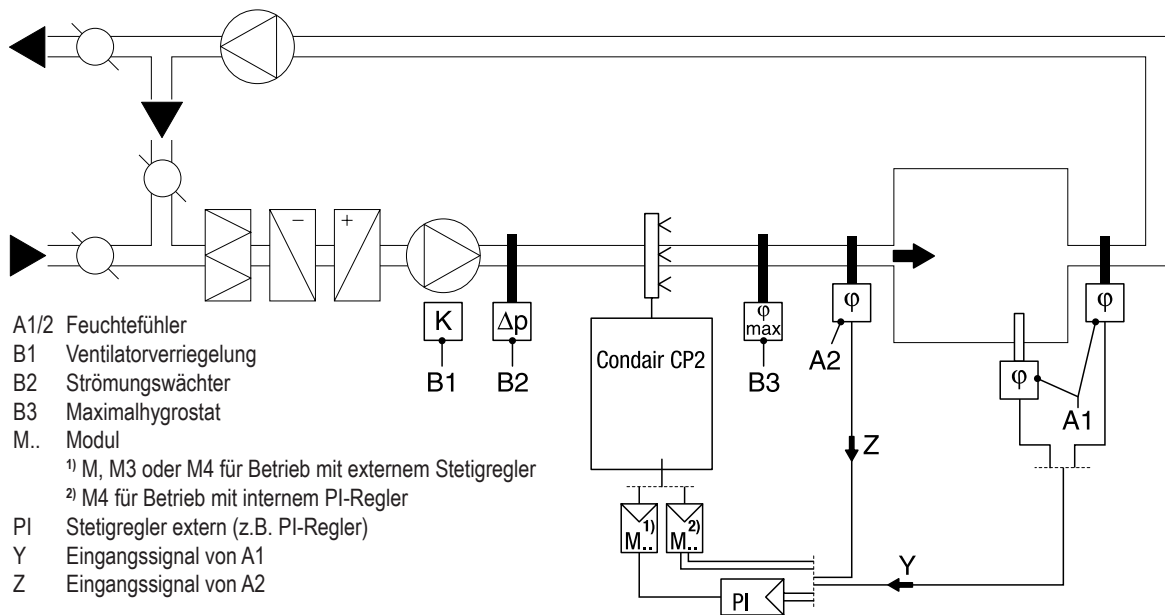 − +
φ
K
Δp
φ
max
φ
φ
Condair CP2
B1
B2
B3
A2
A1
Z
Y
M.. 1)
M.. 2)
PI
A1/2 Feuchtefühler
B1 Ventilatorverriegelung
B2 Strömungswächter
B3 Maximalhygrostat
M.. Modul
1) M, M3 oder M4 für Betrieb mit externem Stetigregler
2) M4 für Betrieb mit internem PI-Regler
PI Stetigregler extern (z.B. PI-Regler)
Y Eingangssignal von A1
Z Eingangssignal von A2